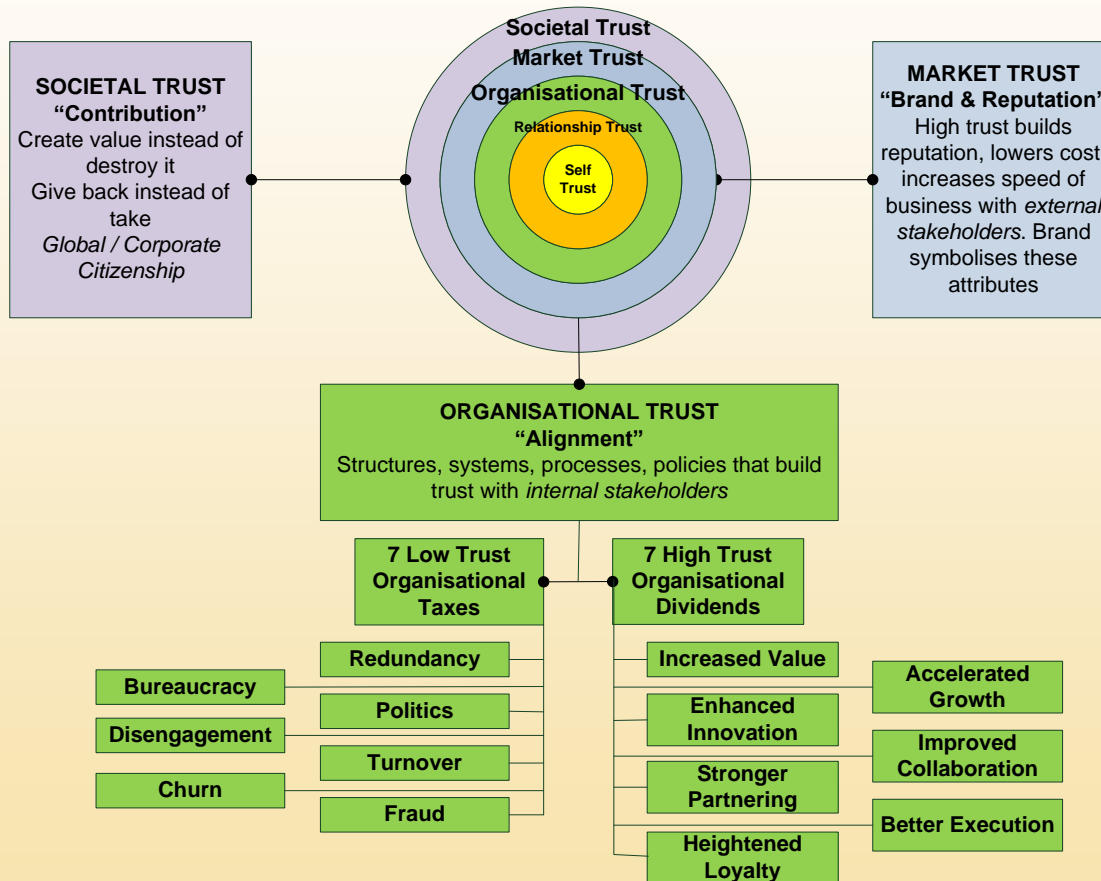 Societal Trust
Market Trust
Organisational Trust
Relationship Trust
Self
Trust
SOCIETAL TRUST
“Contribution”
Create value instead of
destroy it
Give back instead of
take
Global / Corporate
Citizenship
MARKET TRUST
“Brand & Reputation”
High trust builds
reputation, lowers cost
increases speed of
business with external
stakeholders. Brand
symbolises these
attributes
ORGANISATIONAL TRUST
“Alignment”
Structures, systems, processes, policies that build
trust with internal stakeholders
7 Low Trust
Organisational
Taxes
7 High Trust
Organisational
Dividends
Redundancy
Bureaucracy
Politics
Disengagement
Turnover
Churn
Fraud
Increased Value
Accelerated
Growth
Enhanced
Innovation
Improved
Collaboration
Stronger
Partnering
Better Execution
Heightened
Loyalty